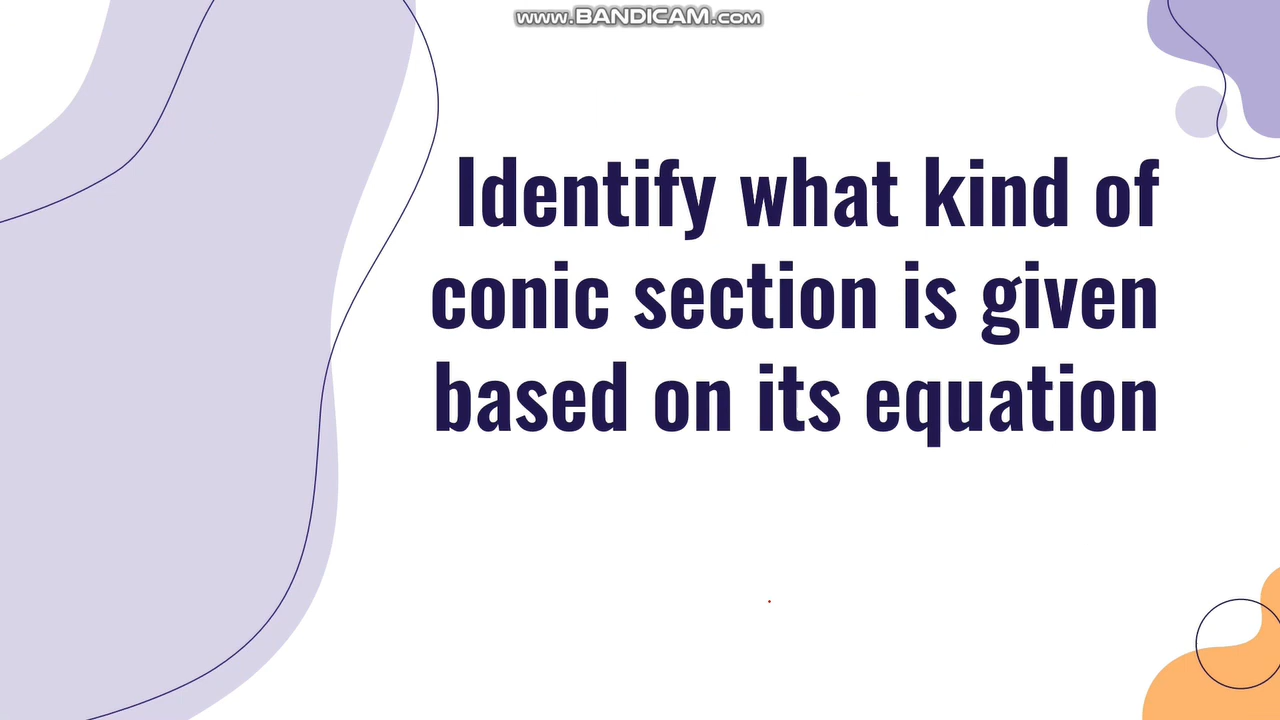 www.BANDICAM.com
Identify what kind of
conic section is given
based on its equation